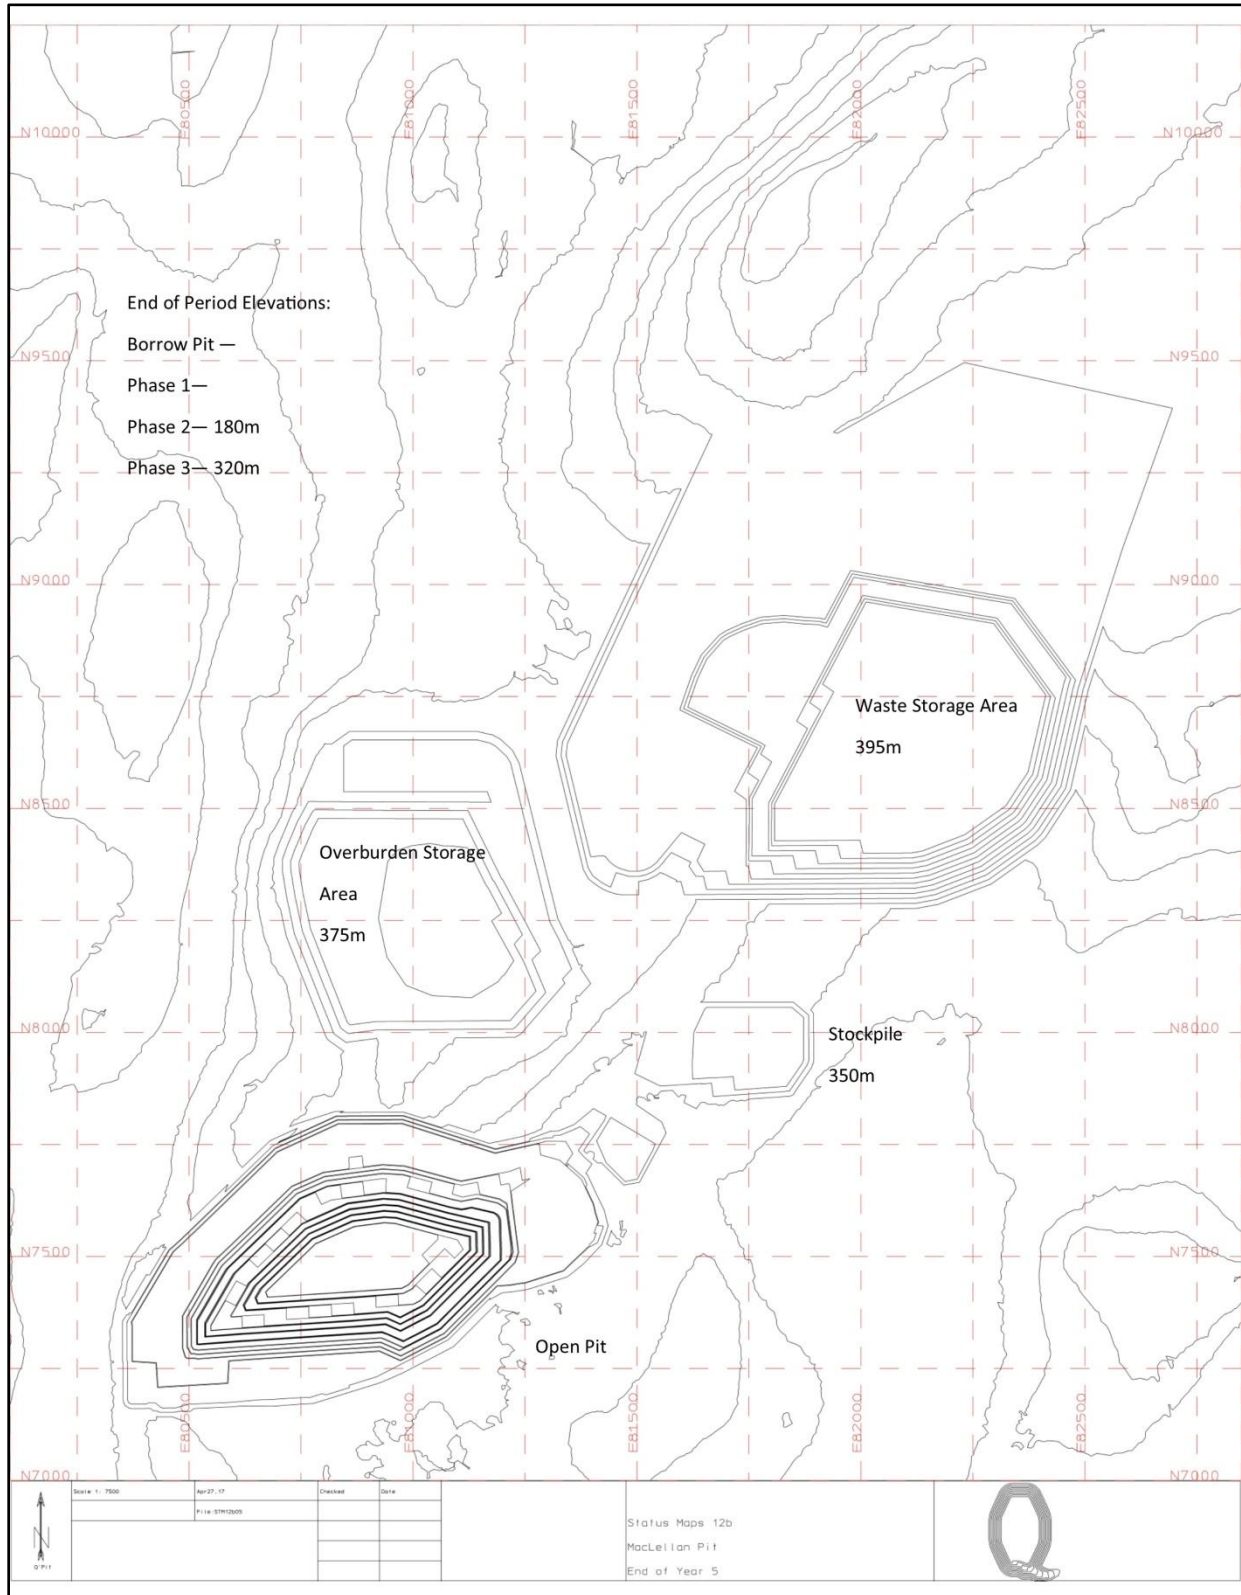 E80500
E81000
E81500
E82000
E82500
N10000
N10000
End of Period Elevations:
Borrow Pit —
Phase 1—
Phase 2— 180m
Phase 3— 320m
N9500
N9500
N9000
N9000
Waste Storage Area
395m
N8500
N8500
Overburden Storage
Area
375m
N8000
N8000
Stockpile
350m
N7500
N7500
Open Pit
E80500
E81000
E81500
E82000
E82500
N7000
N7000
Scale 1: 7500
Apr27,17
Checked
Date
File:STM12b05
N
Q'Pit
Status Maps 12b
MacLellan Pit
End of Year 5